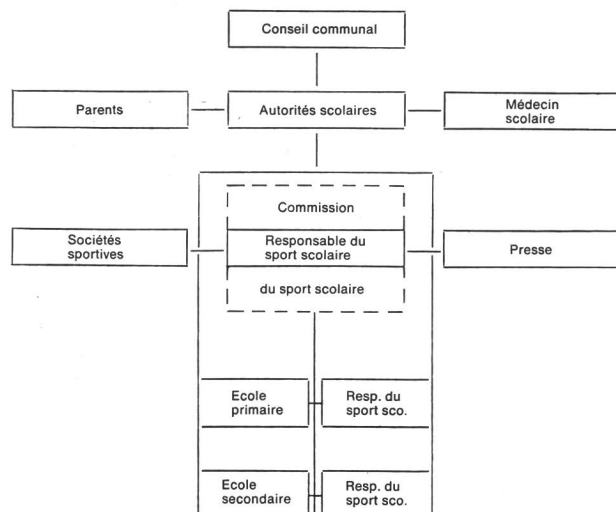 Conseil communal
Parents
Autorités scolaires
Médecin
scolaire
Commission
Sociétés
sportives
Responsable du
sport scolaire
Presse
du sport scolaire
Ecole
primaire
Resp. du
sport sco.
Ecole
secondaire
Resp. du
sport sco.